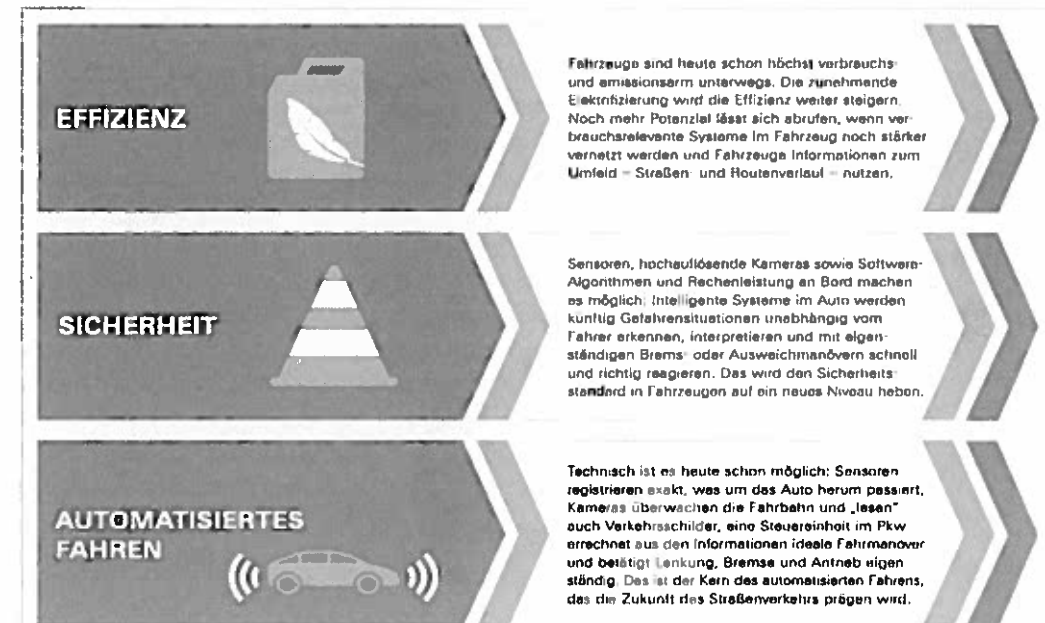 EFFIZIENZ
Fahrzeuge sind heute schon höchst verbrauchs-
und emissionsarm unterwegs. Die zunehmende
Elektrifizierung wird die Effizienz weiter steigern.
Noch mehr Potenzial lässt sich abrufen, wenn ver-
brauchsrelevante Systeme im Fahrzeug noch stärker
vernetzt werden und Fahrzeuge Informationen zum
Umfeld – Straßen- und Routenverlauf – nutzen.
SICHERHEIT
Sensoren, hochauflösende Kameras sowie Software-
Algorithmen und Rechenleistung an Bord machen
es möglich: Intelligente Systeme im Auto werden
künftig Gefahrensituationen unabhängig vom
Fahrer erkennen, interpretieren und mit eigen-
ständigen Brems- oder Ausweichmanövern schnell
und richtig reagieren. Das wird den Sicherheits-
standard in Fahrzeugen auf ein neues Niveau heben.
AUTOMATISIERTES
FAHREN
Technisch ist es heute schon möglich: Sensoren
registrieren exakt, was um das Auto herum passiert,
Kameras überwachen die Fahrbahn und „lesen"
auch Verkehrsschilder, eine Steuereinheit im Pkw
errechnet aus den Informationen ideale Fahrmanöver
und betätigt Lenkung, Bremse und Antrieb eigen
ständig. Das ist der Kern des automatisierten Fahrens,
das die Zukunft des Straßenverkehrs prägen wird.